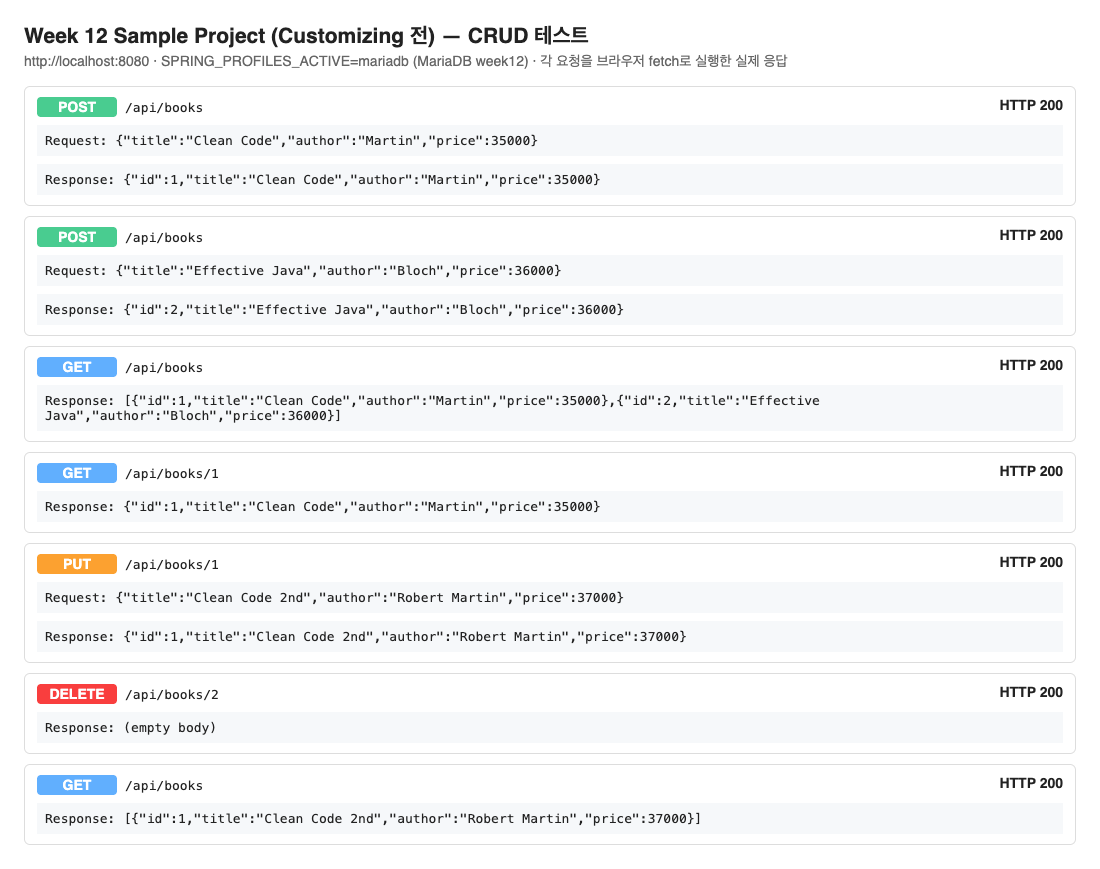 Week 12 Sample Project (Customizing 전) — CRUD 테스트
http://localhost:8080 · SPRING_PROFILES_ACTIVE=mariadb (MariaDB week12) · 각 요청을 브라우저 fetch로 실행한 실제 응답
POST /api/books HTTP 200
Request: {"title":"Clean Code","author":"Martin","price":35000}
Response: {"id":1,"title":"Clean Code","author":"Martin","price":35000}
POST /api/books HTTP 200
Request: {"title":"Effective Java","author":"Bloch","price":36000}
Response: {"id":2,"title":"Effective Java","author":"Bloch","price":36000}
GET /api/books HTTP 200
Response: [{"id":1,"title":"Clean Code","author":"Martin","price":35000},{"id":2,"title":"Effective
Java","author":"Bloch","price":36000}]
GET /api/books/1 HTTP 200
Response: {"id":1,"title":"Clean Code","author":"Martin","price":35000}
PUT /api/books/1 HTTP 200
Request: {"title":"Clean Code 2nd","author":"Robert Martin","price":37000}
Response: {"id":1,"title":"Clean Code 2nd","author":"Robert Martin","price":37000}
DELETE /api/books/2 HTTP 200
Response: (empty body)
GET /api/books HTTP 200
Response: [{"id":1,"title":"Clean Code 2nd","author":"Robert Martin","price":37000}]